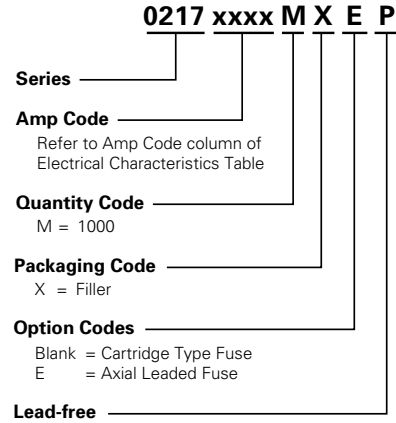 0217 xxxx M X E P
Series
Amp Code
Refer to Amp Code column of
Electrical Characteristics Table
Quantity Code
M = 1000
Packaging Code
X = Filler
Option Codes
Blank = Cartridge Type Fuse
E = Axial Leaded Fuse
Lead-free